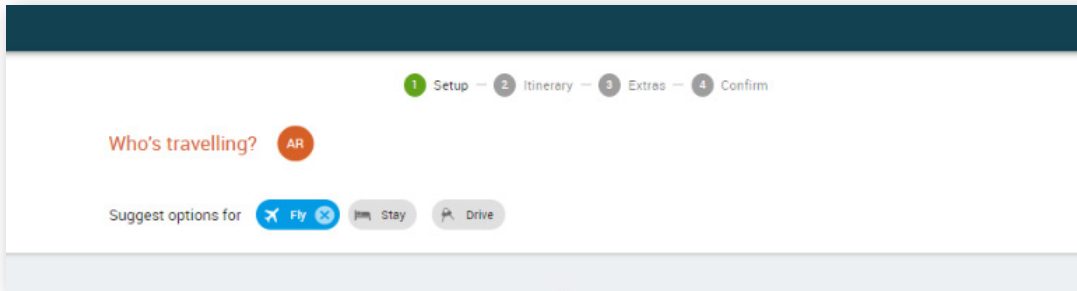 1 Setup — 2 Itinerary — 3 Extras — 4 Confirm
Who's travelling? AR
Suggest options for Fly Stay Drive